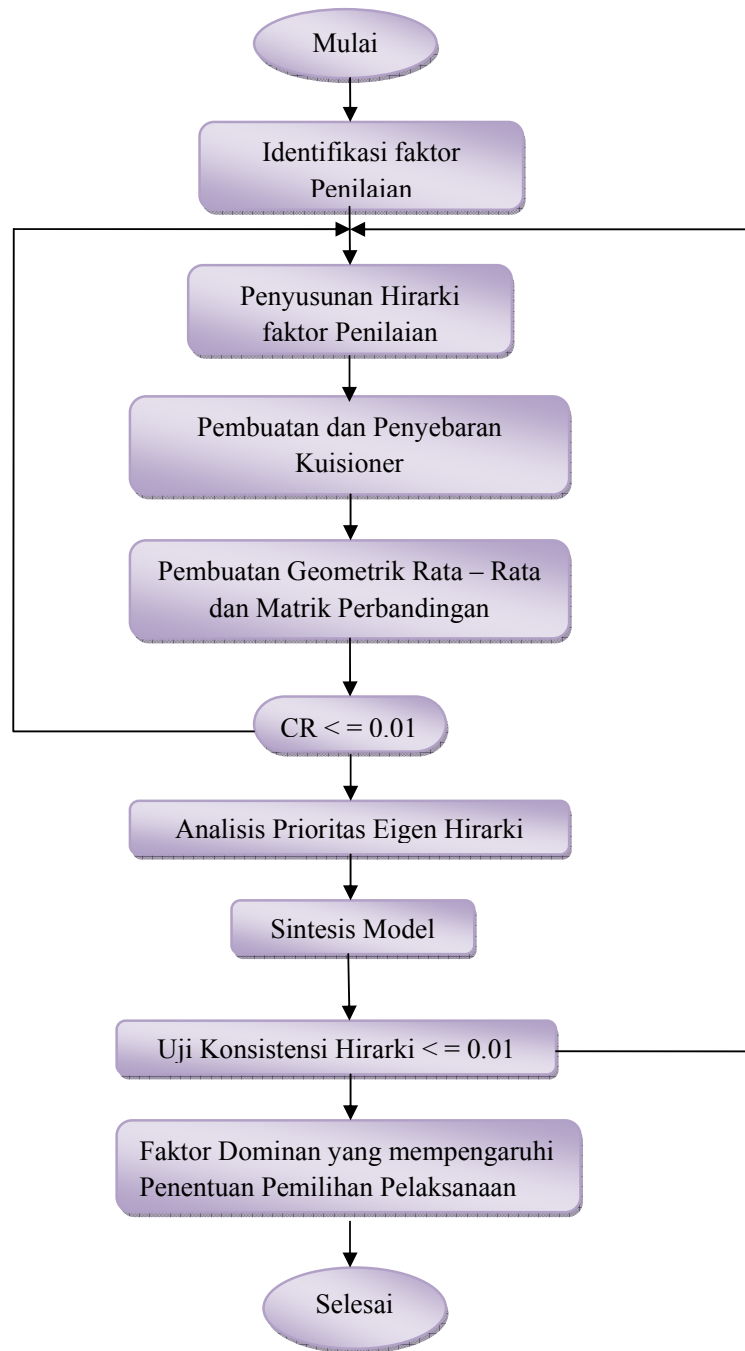 Mulai
Identifikasi faktor
Penilaian
Penyusunan Hirarki
faktor Penilaian
Pembuatan dan Penyebaran
Kuisioner
Pembuatan Geometrik Rata – Rata
dan Matrik Perbandingan
CR < = 0.01
Analisis Prioritas Eigen Hirarki
Sintesis Model
Uji Konsistensi Hirarki < = 0.01
Faktor Dominan yang mempengaruhi
Penentuan Pemilihan Pelaksanaan
Selesai